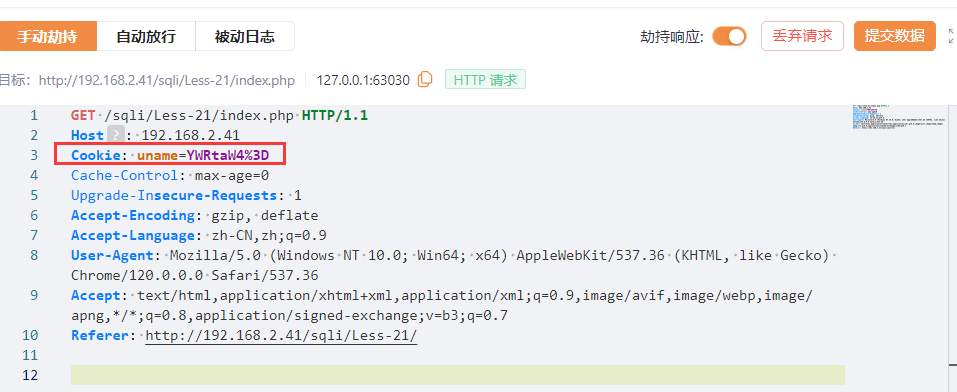 手动劫持 自动放行 被动日志 劫持响应: 丢弃请求 提交数据
目标: http://192.168.2.41/sqli/Less-21/index.php 127.0.0.1:63030 HTTP 请求
1 GET /sqli/Less-21/index.php HTTP/1.1
2 Host ? : 192.168.2.41
3 Cookie: uname=YWRtaW4%3D
4 Cache-Control: max-age=0
5 Upgrade-Insecure-Requests: 1
6 Accept-Encoding: gzip, deflate
7 Accept-Language: zh-CN,zh;q=0.9
8 User-Agent: Mozilla/5.0 (Windows NT 10.0; Win64; x64) AppleWebKit/537.36 (KHTML, like Gecko)
Chrome/120.0.0.0 Safari/537.36
9 Accept: text/html,application/xhtml+xml,application/xml;q=0.9,image/avif,image/webp,image/
apng,*/*;q=0.8,application/signed-exchange;v=b3;q=0.7
10 Referer: http://192.168.2.41/sqli/Less-21/
11
12